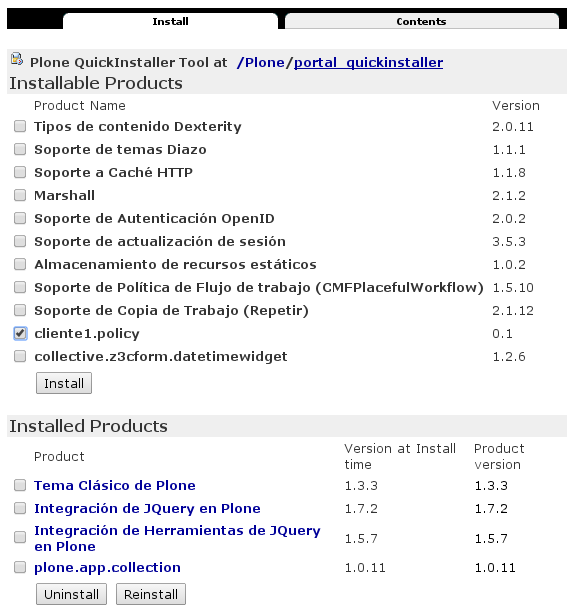 Install
Contents
Plone QuickInstaller Tool at /Plone/portal_quickinstaller
Installable Products
Product Name Version
Tipos de contenido Dexterity 2.0.11
Soporte de temas Diazo 1.1.1
Soporte a Caché HTTP 1.1.8
Marshall 2.1.2
Soporte de Autenticación OpenID 2.0.2
Soporte de actualización de sesión 3.5.3
Almacenamiento de recursos estáticos 1.0.2
Soporte de Política de Flujo de trabajo (CMFPlacefulWorkflow) 1.5.10
Soporte de Copia de Trabajo (Repetir) 2.1.12
cliente1.policy 0.1
collective.z3cform.datetimewidget 1.2.6
Install
Installed Products
Product
Version at Install
time
Product
version
Tema Clásico de Plone 1.3.3 1.3.3
Integración de JQuery en Plone 1.7.2 1.7.2
Integración de Herramientas de JQuery
en Plone
1.5.7 1.5.7
plone.app.collection 1.0.11 1.0.11
Uninstall Reinstall